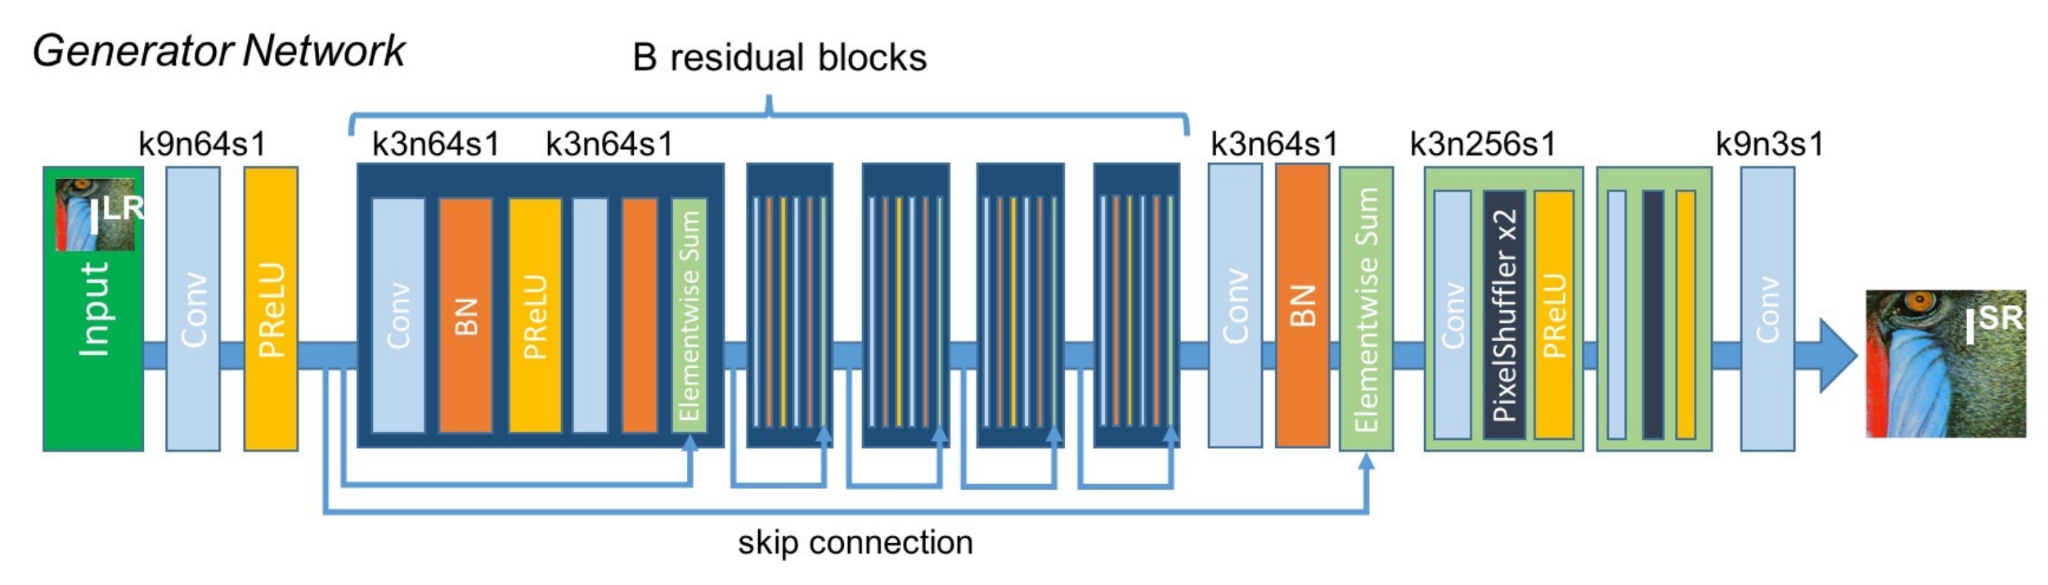 Generator Network
B residual blocks
k9n64s1
k3n64s1
k3n64s1
k3n64s1
k3n256s1
k9n3s1
I^LR
Input
Conv
PReLU
Conv
BN
PReLU
Elementwise Sum
Conv
BN
Elementwise Sum
Conv
PixelShuffler x2
PReLU
Conv
I^SR
skip connection